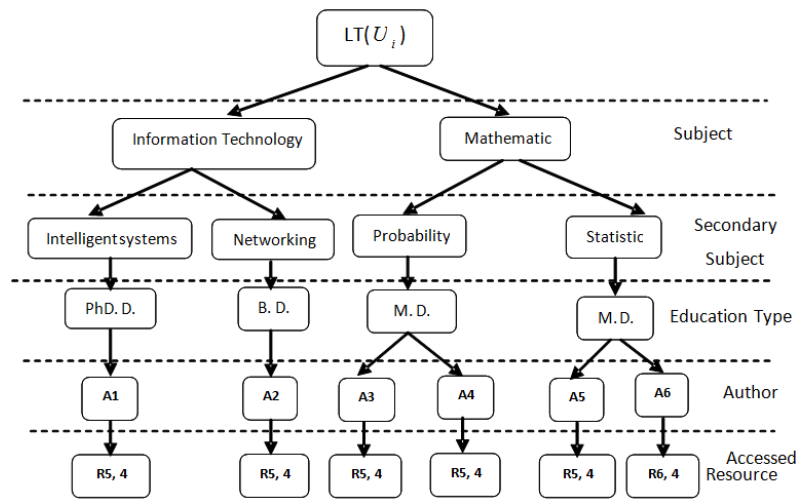 LT(U_i)
Information Technology
Mathematic
Subject
Intelligentsystems
Networking
Probability
Statistic
Secondary
Subject
PhD. D.
B. D.
M. D.
M. D.
Education Type
A1
A2
A3
A4
A5
A6
Author
R5, 4
R5, 4
R5, 4
R5, 4
R5, 4
R6, 4
Accessed
Resource